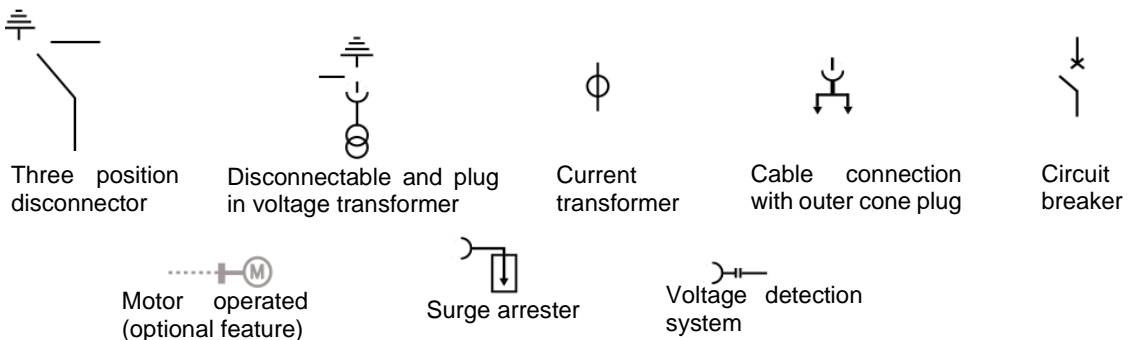 Three position
disconnector
Disconnectable and plug
in voltage transformer
Current
transformer
Cable connection
with outer cone plug
Circuit
breaker
M
Motor operated
(optional feature)
Surge arrester
Voltage detection
system